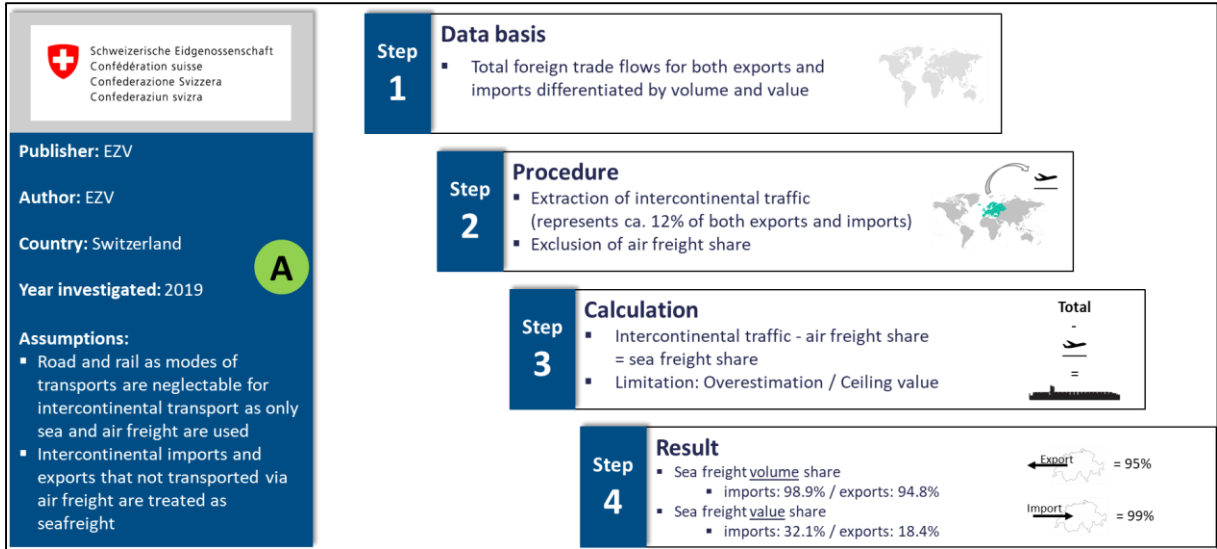 Schweizerische Eidgenossenschaft
Confédération suisse
Confederazione Svizzera
Confederaziun svizra
Publisher: EZV
Author: EZV
Country: Switzerland
A
Year investigated: 2019
Assumptions:
▪ Road and rail as modes of
transports are neglectable for
intercontinental transport as only
sea and air freight are used
▪ Intercontinental imports and
exports that not transported via
air freight are treated as
seafreight
Step
1
Data basis
▪ Total foreign trade flows for both exports and
imports differentiated by volume and value
Step
2
Procedure
▪ Extraction of intercontinental traffic
(represents ca. 12% of both exports and imports)
▪ Exclusion of air freight share
Step
3
Calculation
▪ Intercontinental traffic - air freight share
= sea freight share
▪ Limitation: Overestimation / Ceiling value
Total
-
=
Step
4
Result
▪ Sea freight volume share
▪ imports: 98.9% / exports: 94.8%
▪ Sea freight value share
▪ imports: 32.1% / exports: 18.4%
Export
= 95%
Import
= 99%